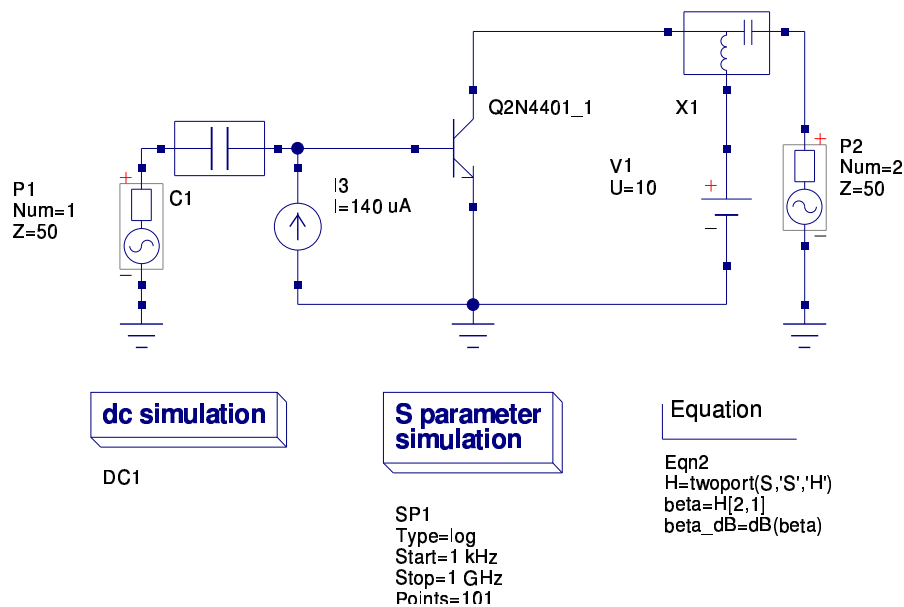 Q2N4401_1
X1
P1
Num=1
Z=50
C1
I3
I=140 uA
V1
U=10
P2
Num=2
Z=50
dc simulation
DC1
S parameter
simulation
SP1
Type=log
Start=1 kHz
Stop=1 GHz
Points=101
Equation
Eqn2
H=twoport(S,'S','H')
beta=H[2,1]
beta_dB=dB(beta)